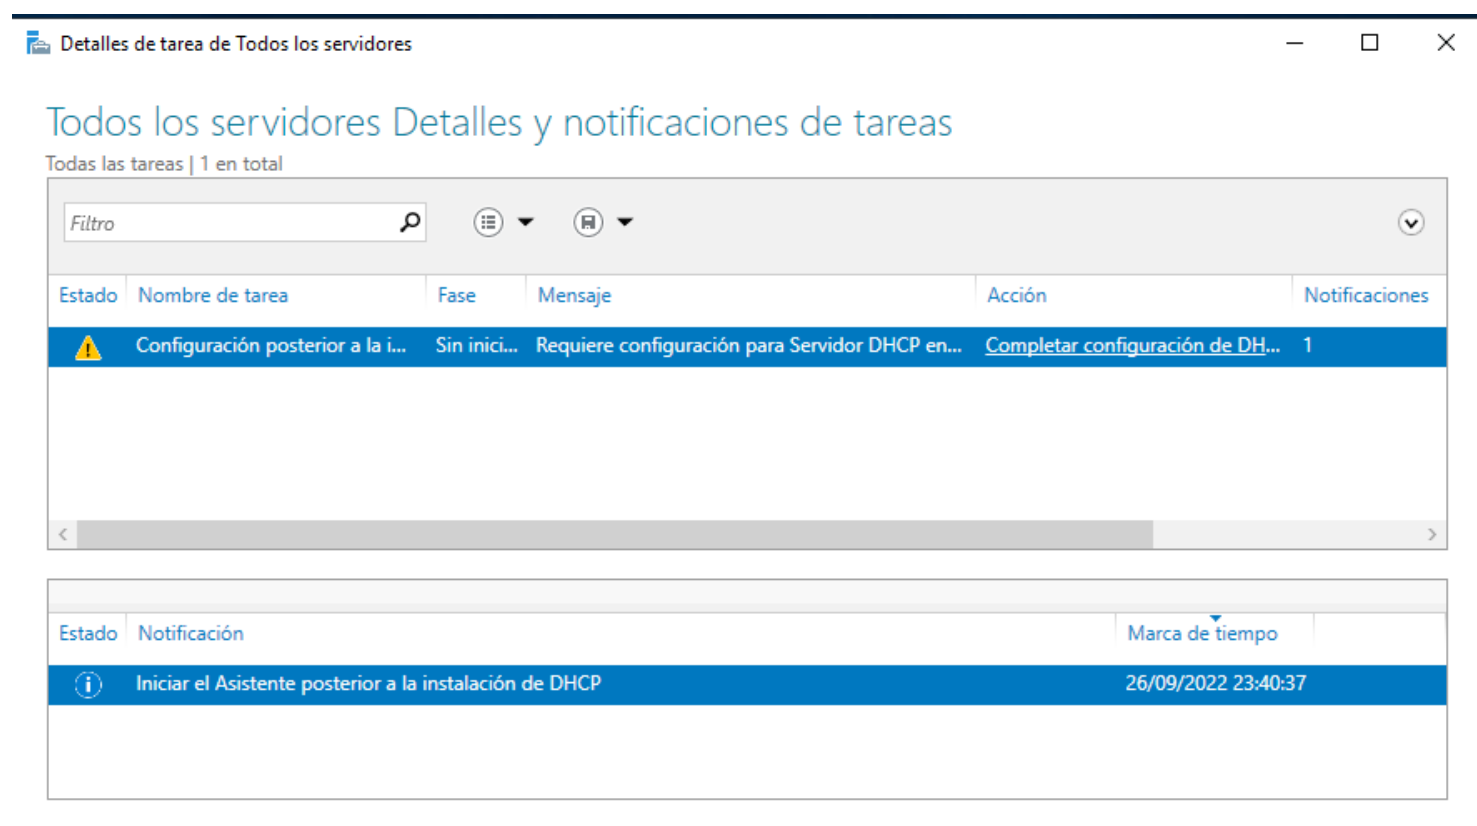 Detalles de tarea de Todos los servidores
Todos los servidores Detalles y notificaciones de tareas
Todas las tareas | 1 en total
Filtro
Estado Nombre de tarea Fase Mensaje Acción Notificaciones
Configuración posterior a la i... Sin inici... Requiere configuración para Servidor DHCP en... Completar configuración de DH... 1
Estado Notificación Marca de tiempo
Iniciar el Asistente posterior a la instalación de DHCP 26/09/2022 23:40:37